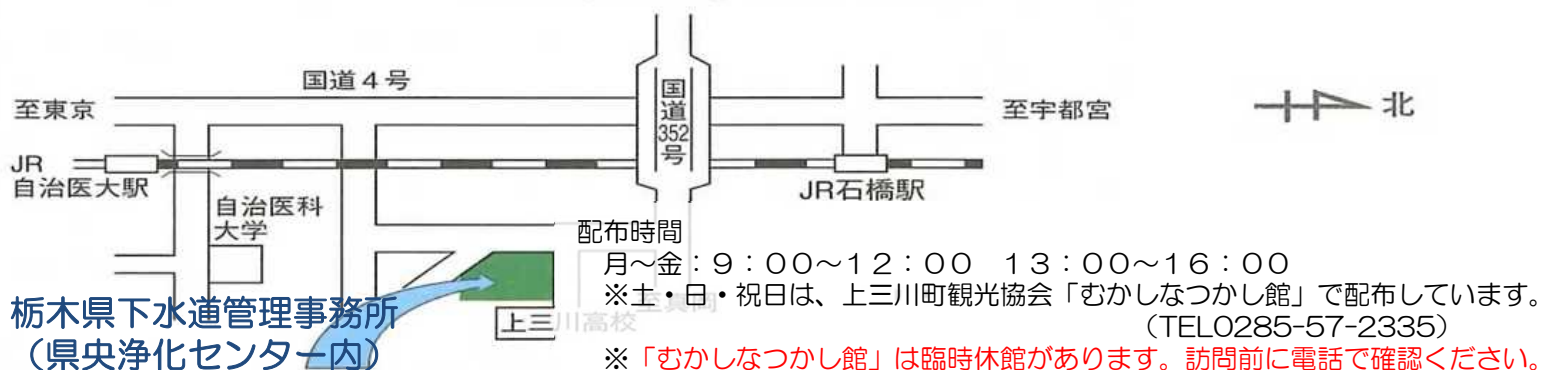 国道4号
国道352号
至東京
至宇都宮
北
JR
自治医大駅
JR石橋駅
自治医科
大学
配布時間
月～金：９：００～１２：００　１３：００～１６：００
※土・日・祝日は、上三川町観光協会「むかしなつかし館」で配布しています。
（TEL0285-57-2335）
※「むかしなつかし館」は臨時休館があります。訪問前に電話で確認ください。
至真岡
上三川高校
栃木県下水道管理事務所
（県央浄化センター内）